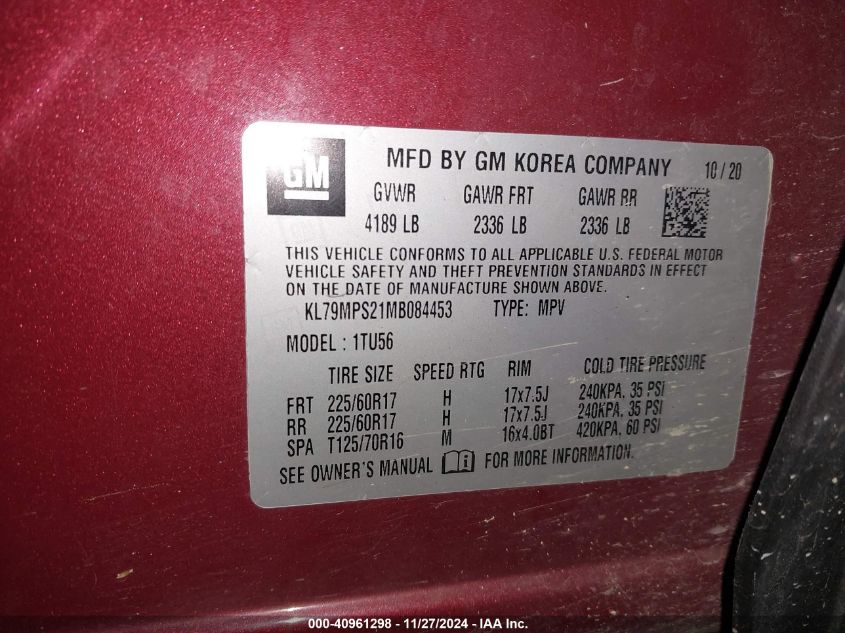 GM
MFD BY GM KOREA COMPANY 10/20
GVWR GAWR FRT GAWR RR
4189 LB 2336 LB 2336 LB
THIS VEHICLE CONFORMS TO ALL APPLICABLE U.S. FEDERAL MOTOR
VEHICLE SAFETY AND THEFT PREVENTION STANDARDS IN EFFECT
ON THE DATE OF MANUFACTURE SHOWN ABOVE.
KL79MPS21MB084453 TYPE: MPV
MODEL: 1TU56
TIRE SIZE SPEED RTG RIM COLD TIRE PRESSURE
FRT 225/60R17 H 17x7.5J 240KPA, 35 PSI
RR 225/60R17 H 17x7.5J 240KPA, 35 PSI
SPA T125/70R16 M 16x4.0BT 420KPA, 60 PSI
SEE OWNER'S MANUAL FOR MORE INFORMATION.
000-40961298 - 11/27/2024 - IAA Inc.